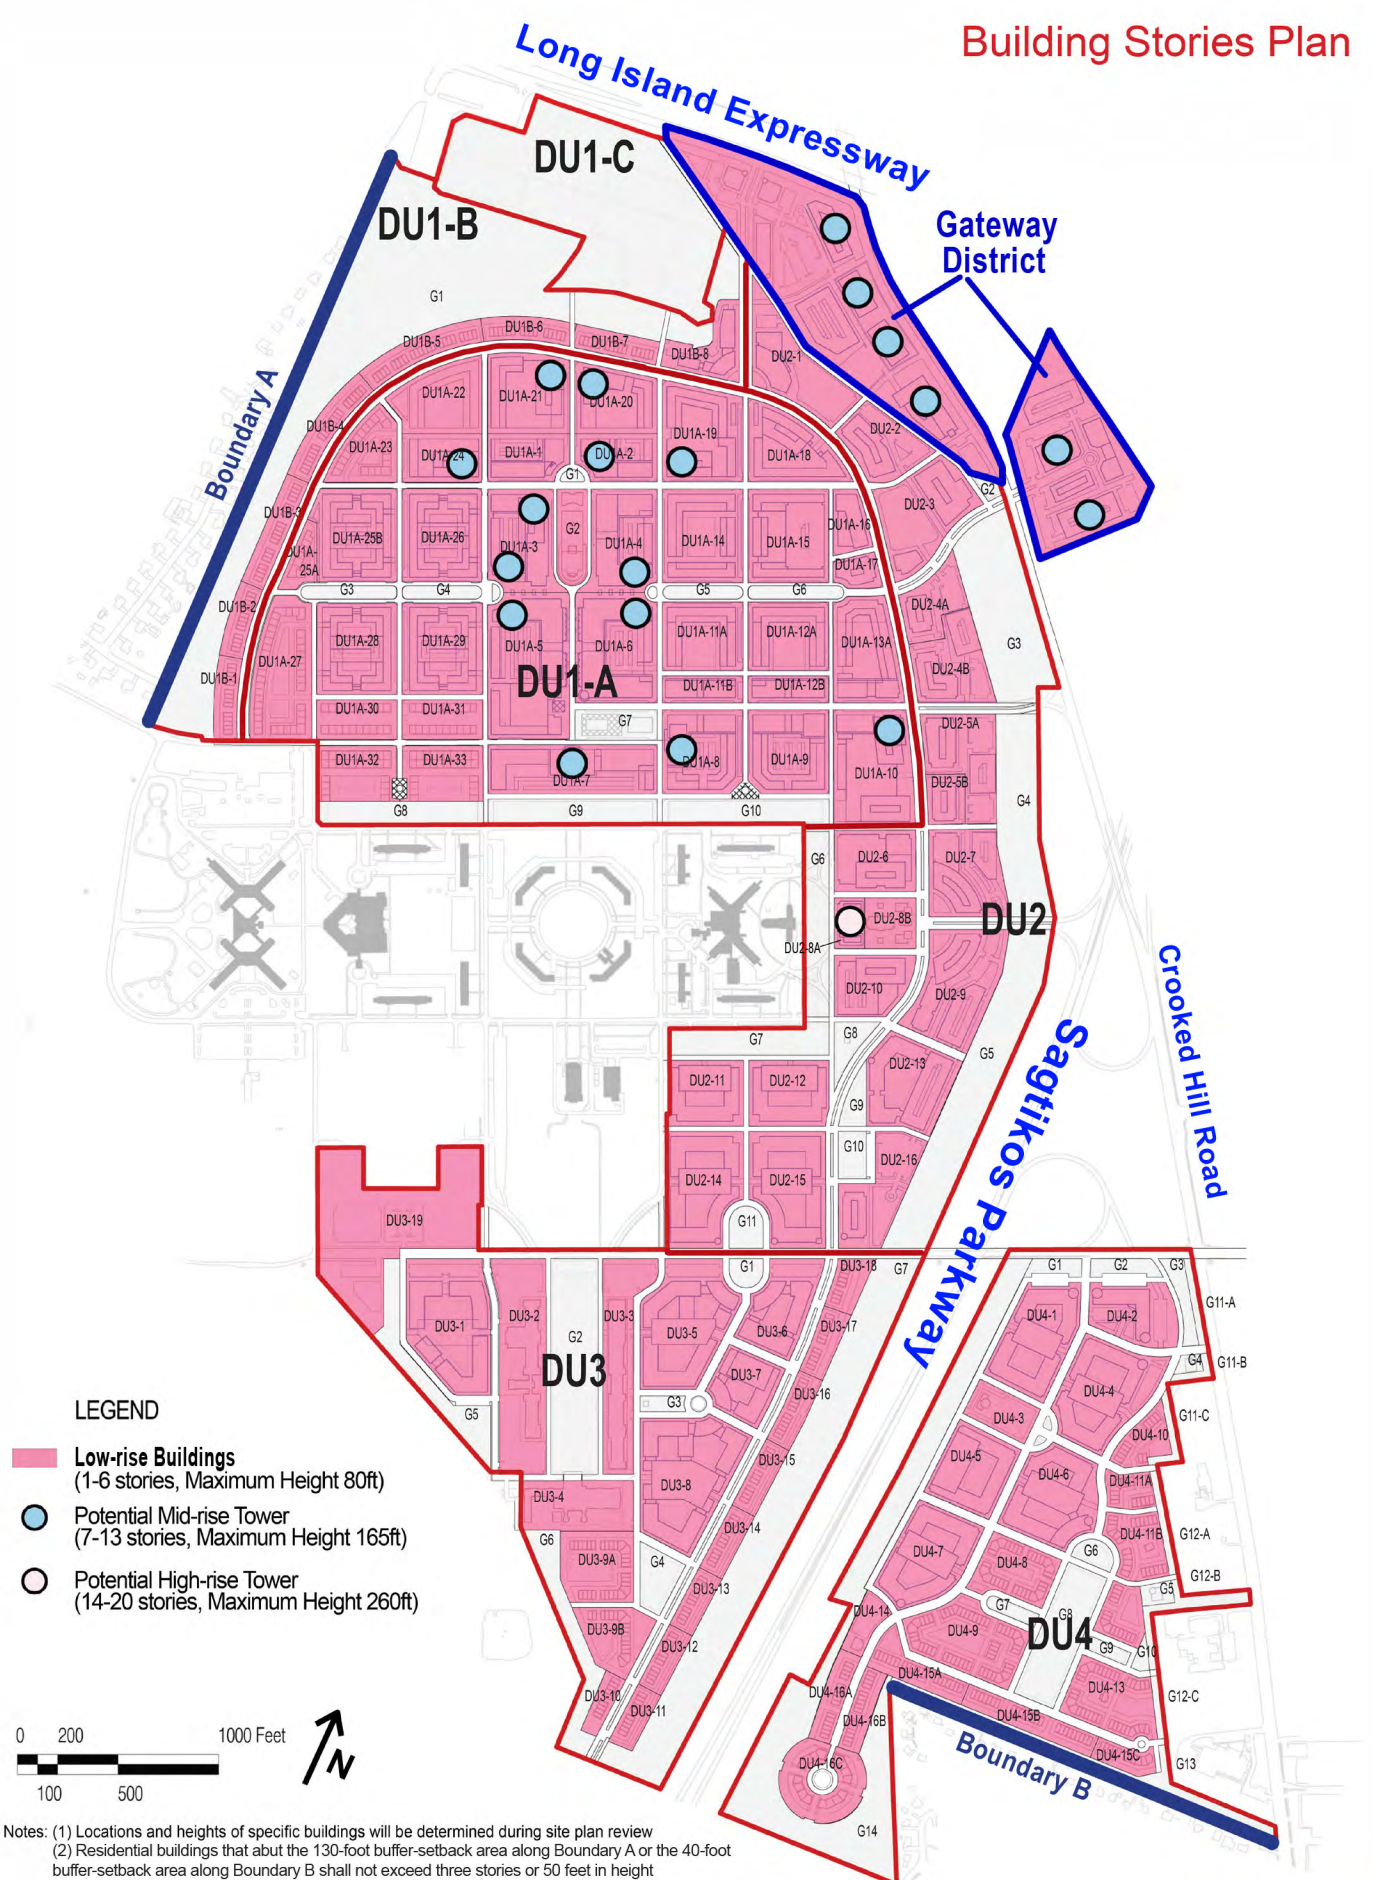 Building Stories Plan
Long Island Expressway
DU1-C
DU1-B
Gateway
District
G1
DU1B-6
DU1B-5
DU1B-7
DU1B-8
DU2-1
Boundary A
DU1A-22
DU1A-21
DU1A-20
DU1B-4
DU1A-23
DU1A-24
DU1A-1
DU1A-2
DU1A-19
DU1A-18
DU2-2
G1
G2
DU1B-3
DU2-3
DU1A-25B
DU1A-26
DU1A-3
G2
DU1A-4
DU1A-14
DU1A-15
DU1A-16
DU1A-
25A
DU1A-17
G3
G4
G5
G6
DU1B-2
DU2-4A
DU1A-28
DU1A-29
DU1A-5
DU1A-6
DU1A-11A
DU1A-12A
DU1A-13A
G3
DU1A-27
DU2-4B
DU1B-1
DU1-A
DU1A-11B
DU1A-12B
DU1A-30
DU1A-31
G7
DU2-5A
DU1A-32
DU1A-33
DU1A-7
DU1A-8
DU1A-9
DU1A-10
DU2-5B
G8
G9
G10
G4
G6
DU2-6
DU2-7
DU2-8B
DU2
DU2-8A
DU2-10
DU2-9
Crooked Hill Road
G7
G8
G5
Sagtikos Parkway
DU2-11
DU2-12
DU2-13
G9
G10
DU2-14
DU2-15
DU2-16
DU3-19
G11
G1
DU3-18
G7
G1
G2
G3
DU3-1
DU3-2
G2
DU3-3
DU3-5
DU3-6
DU3-17
DU4-1
DU4-2
G11-A
DU3
DU3-7
DU3-16
G4
G11-B
DU4-4
G5
G3
DU4-3
G11-C
DU4-10
LEGEND
Low-rise Buildings
(1-6 stories, Maximum Height 80ft)
Potential Mid-rise Tower
(7-13 stories, Maximum Height 165ft)
Potential High-rise Tower
(14-20 stories, Maximum Height 260ft)
DU3-15
DU4-5
DU4-6
DU4-11A
DU3-8
DU3-4
DU3-14
G6
DU4-11B
G12-A
DU3-9A
G4
DU4-7
DU4-8
G6
G12-B
DU3-13
G5
DU4-14
G7
G8
DU3-9B
DU3-12
DU4-9
DU4
G9
G10
DU4-15A
DU4-13
DU3-10
DU4-16A
G12-C
DU3-11
DU4-16B
DU4-15B
Boundary B
DU4-15C
DU4-16C
G13
G14
0 200 1000 Feet
100 500
N
Notes: (1) Locations and heights of specific buildings will be determined during site plan review
(2) Residential buildings that abut the 130-foot buffer-setback area along Boundary A or the 40-foot
buffer-setback area along Boundary B shall not exceed three stories or 50 feet in height